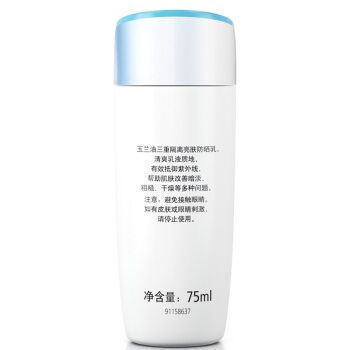 玉兰油三重隔离亮肤防晒乳。
清爽乳液质地，
有效抵御紫外线，
帮助肌肤改善暗淡、
粗糙、干燥等多种问题。
注意：避免接触眼睛。
如有皮肤或眼睛刺激，
请停止使用。
净含量：75ml
91158637